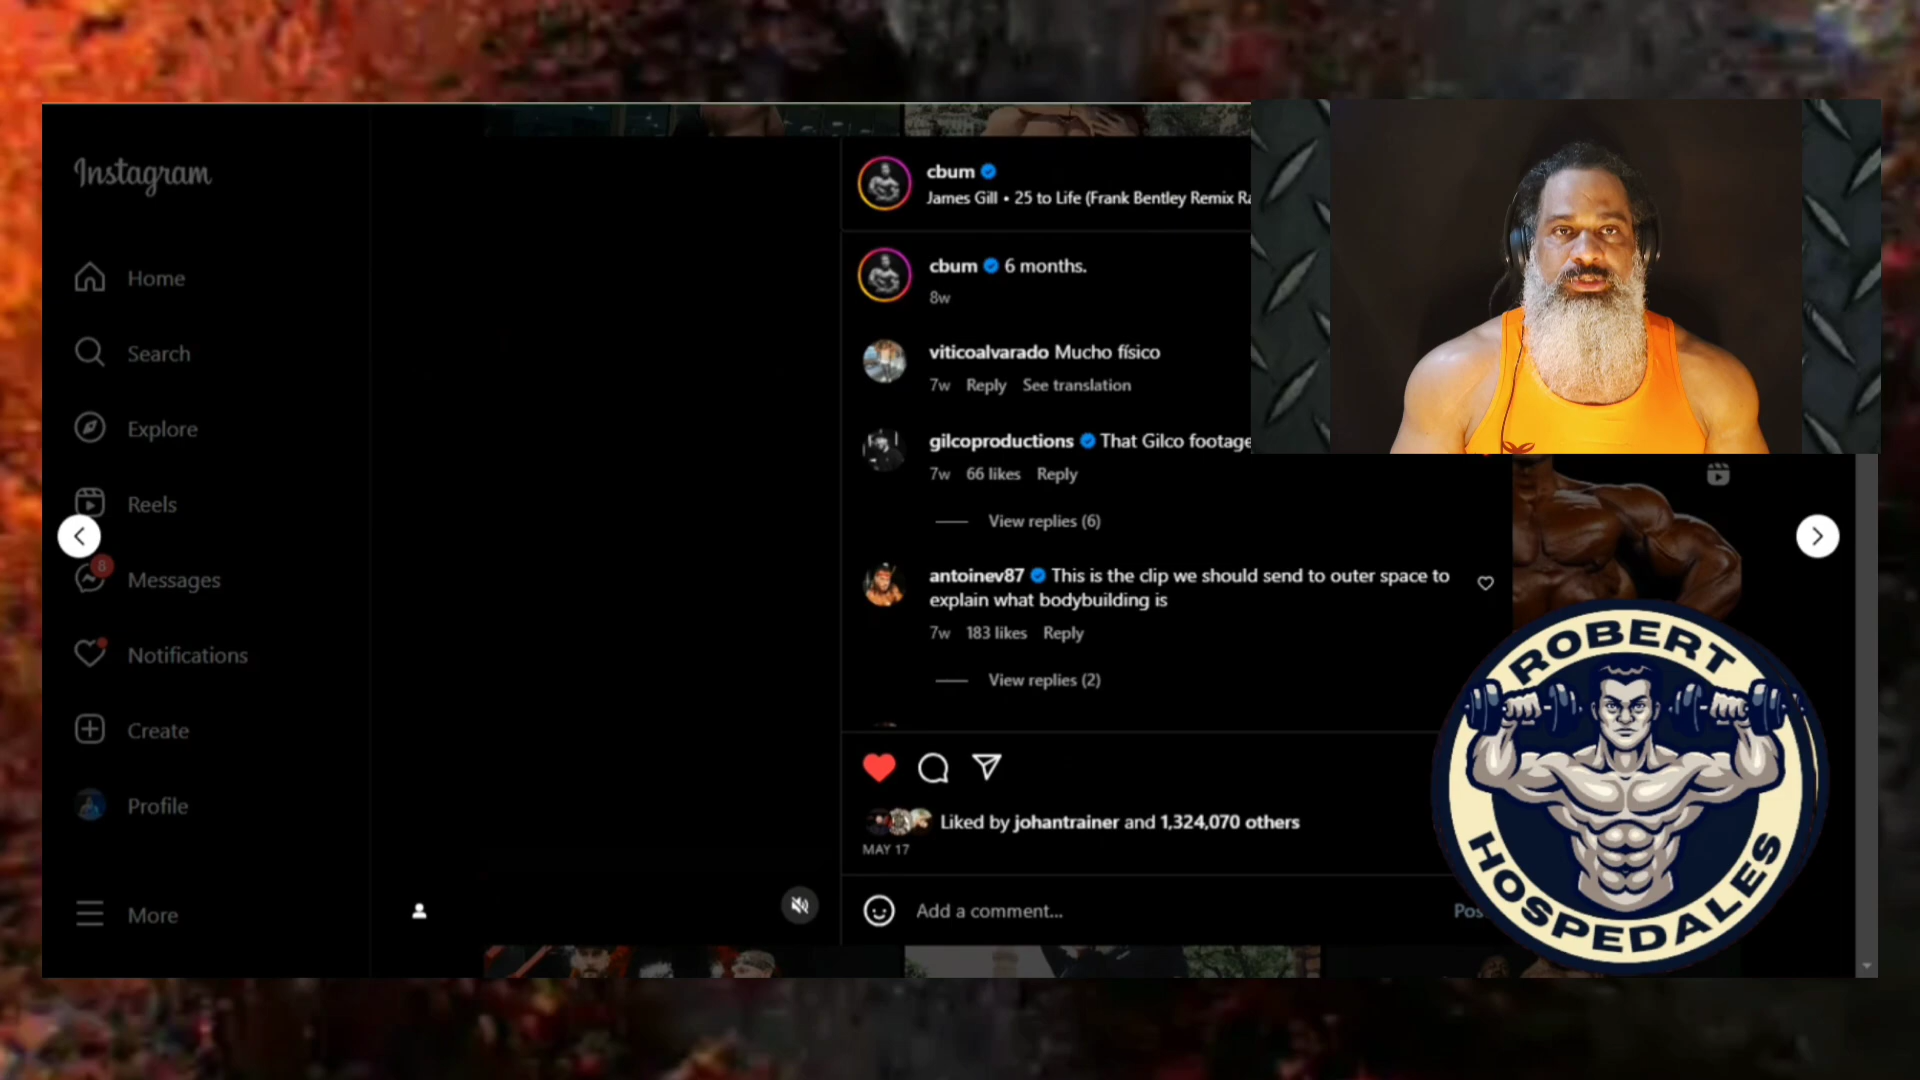 Instagram
Home
Search
Explore
Reels
8
Messages
Notifications
Create
Profile
More
cbum
James Gill • 25 to Life (Frank Bentley Remix
cbum 6 months.
8w
viticoalvarado Mucho físico
7w Reply See translation
gilcoproductions That Gilco footage
7w 66 likes Reply
View replies (6)
antoinev87 This is the clip we should send to outer space to
explain what bodybuilding is
7w 183 likes Reply
View replies (2)
Liked by johantrainer and 1,324,070 others
MAY 17
Add a comment...
ROBERT
HOSPEDALES